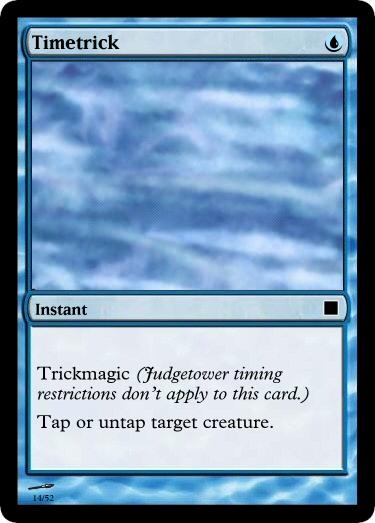 Timetrick
Instant
Trickmagic (Judgetower timing
restrictions don't apply to this card.)
Tap or untap target creature.
14/52